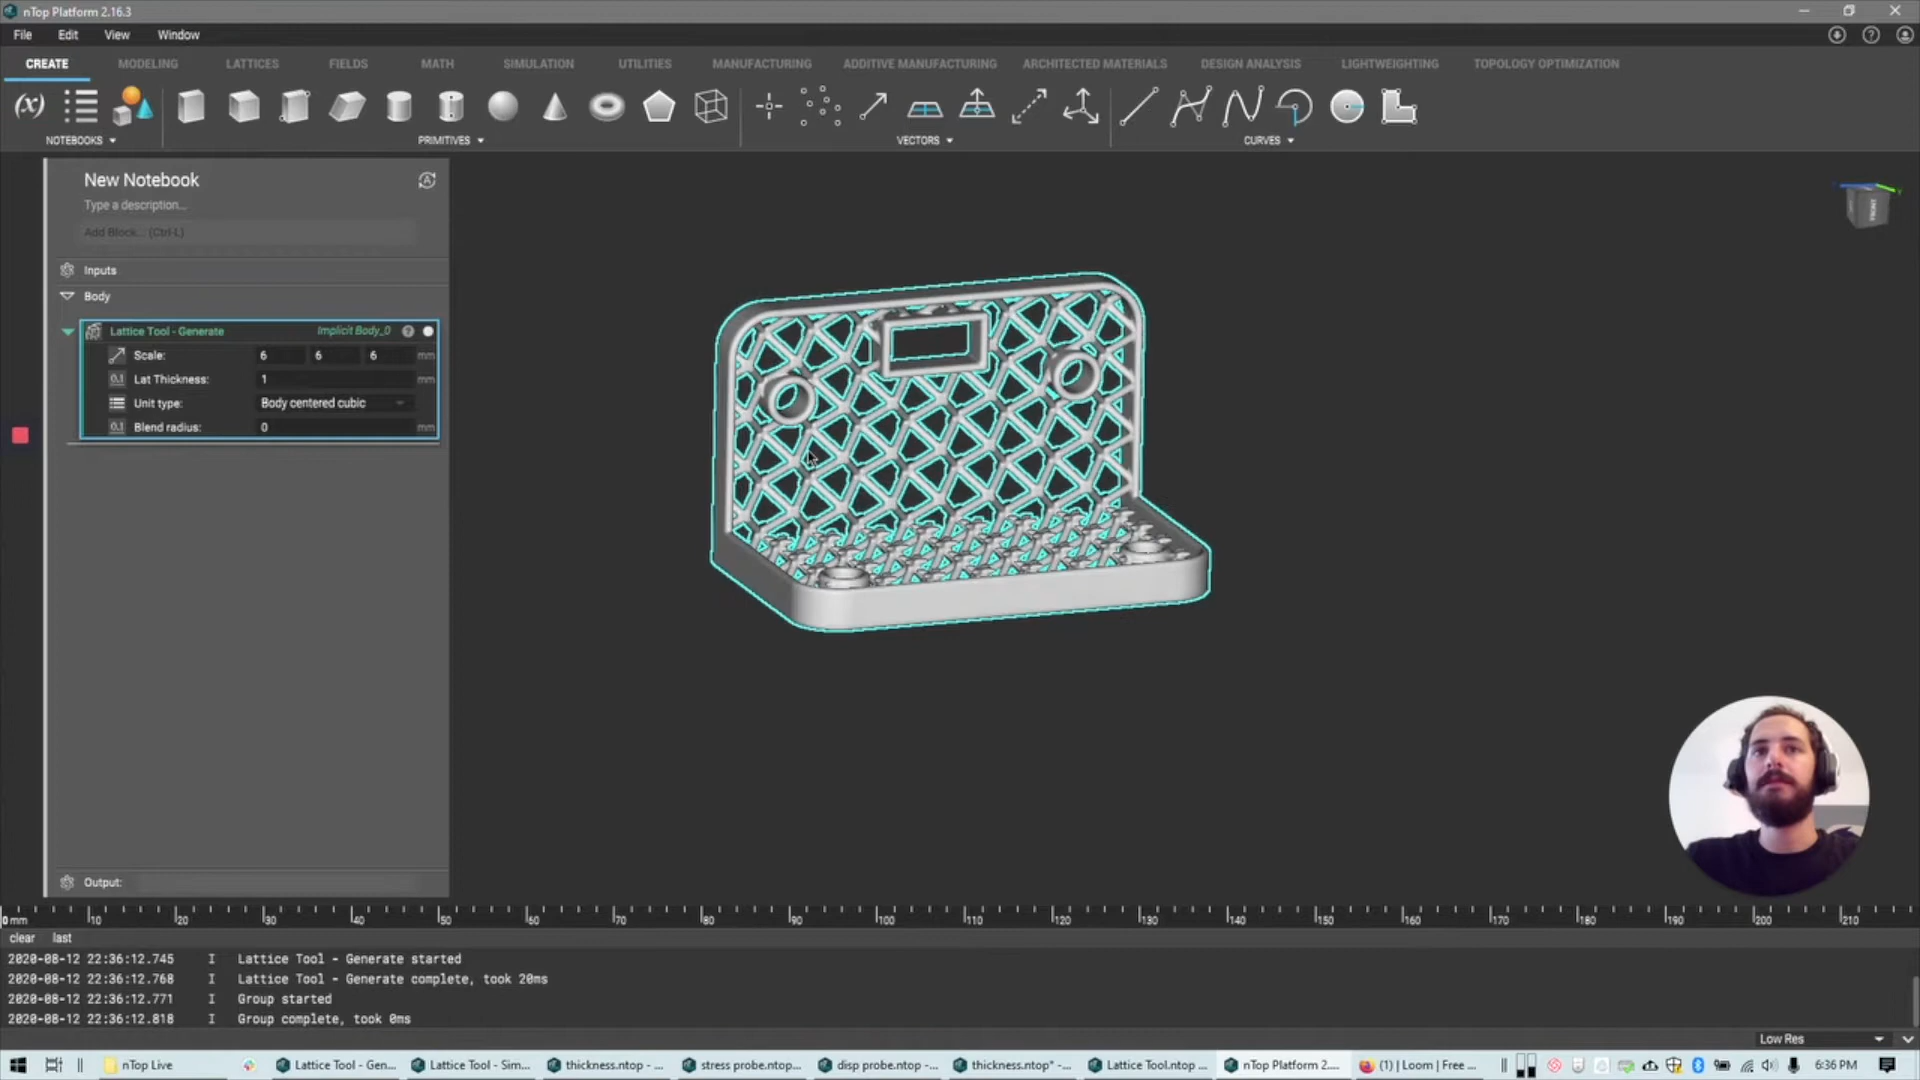 nTop Platform 2.16.3
File Edit View Window
CREATE MODELING LATTICES FIELDS MATH SIMULATION UTILITIES MANUFACTURING ADDITIVE MANUFACTURING ARCHITECTED MATERIALS DESIGN ANALYSIS LIGHTWEIGHTING TOPOLOGY OPTIMIZATION
(x)
NOTEBOOKS PRIMITIVES VECTORS CURVES
New Notebook
Type a description...
Add Block... (Ctrl-L)
FRONT
Inputs
Body
Lattice Tool - Generate Implicit Body_0
Scale: 6 6 6 mm
0.1 Lat Thickness: 1 mm
Unit type: Body centered cubic
0.1 Blend radius: 0 mm
Output:
0 mm 10 20 30 40 50 60 70 80 90 100 110 120 130 140 150 160 170 180 190 200 210
clear last
2020-08-12 22:36:12.745 I Lattice Tool - Generate started
2020-08-12 22:36:12.768 I Lattice Tool - Generate complete, took 20ms
2020-08-12 22:36:12.771 I Group started
2020-08-12 22:36:12.818 I Group complete, took 0ms
Low Res
nTop Live Lattice Tool - Gen... Lattice Tool - Sim... thickness.ntop - ... stress probe.ntop... disp probe.ntop -... thickness.ntop* -... Lattice Tool.ntop ... nTop Platform 2.... (1) | Loom | Free ... 6:36 PM